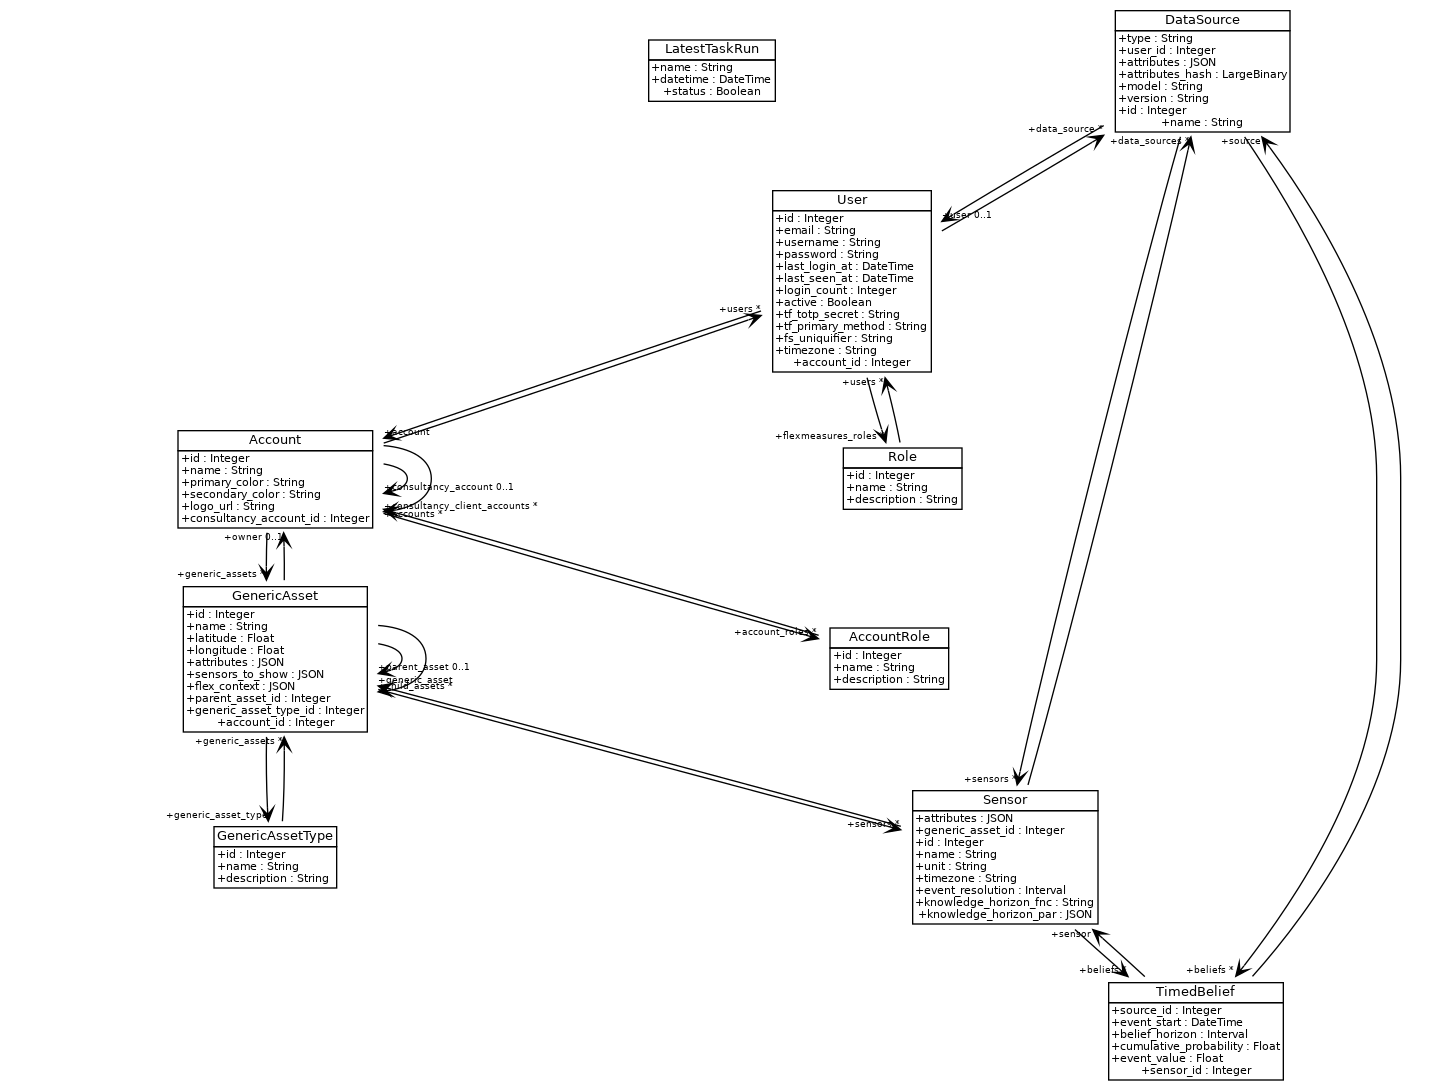 DataSource
+type : String
+user_id : Integer
+attributes : JSON
+attributes_hash : LargeBinary
+model : String
+version : String
+id : Integer
+name : String
LatestTaskRun
+name : String
+datetime : DateTime
+status : Boolean
+data_source *
+data_sources *
+source
User
+id : Integer
+email : String
+username : String
+password : String
+last_login_at : DateTime
+last_seen_at : DateTime
+login_count : Integer
+active : Boolean
+tf_totp_secret : String
+tf_primary_method : String
+fs_uniquifier : String
+timezone : String
+account_id : Integer
+user 0..1
+users *
+users *
+flexmeasures_roles *
+account
Account
+id : Integer
+name : String
+primary_color : String
+secondary_color : String
+logo_url : String
+consultancy_account_id : Integer
+consultancy_account 0..1
+consultancy_client_accounts *
+accounts *
Role
+id : Integer
+name : String
+description : String
+owner 0..1
+generic_assets *
GenericAsset
+id : Integer
+name : String
+latitude : Float
+longitude : Float
+attributes : JSON
+sensors_to_show : JSON
+flex_context : JSON
+parent_asset_id : Integer
+generic_asset_type_id : Integer
+account_id : Integer
+parent_asset 0..1
+generic_asset
+child_assets *
+account_roles *
AccountRole
+id : Integer
+name : String
+description : String
+generic_assets *
+generic_asset_type
GenericAssetType
+id : Integer
+name : String
+description : String
+sensors *
+sensors *
Sensor
+attributes : JSON
+generic_asset_id : Integer
+id : Integer
+name : String
+unit : String
+timezone : String
+event_resolution : Interval
+knowledge_horizon_fnc : String
+knowledge_horizon_par : JSON
+sensor
+beliefs *
+beliefs *
TimedBelief
+source_id : Integer
+event_start : DateTime
+belief_horizon : Interval
+cumulative_probability : Float
+event_value : Float
+sensor_id : Integer